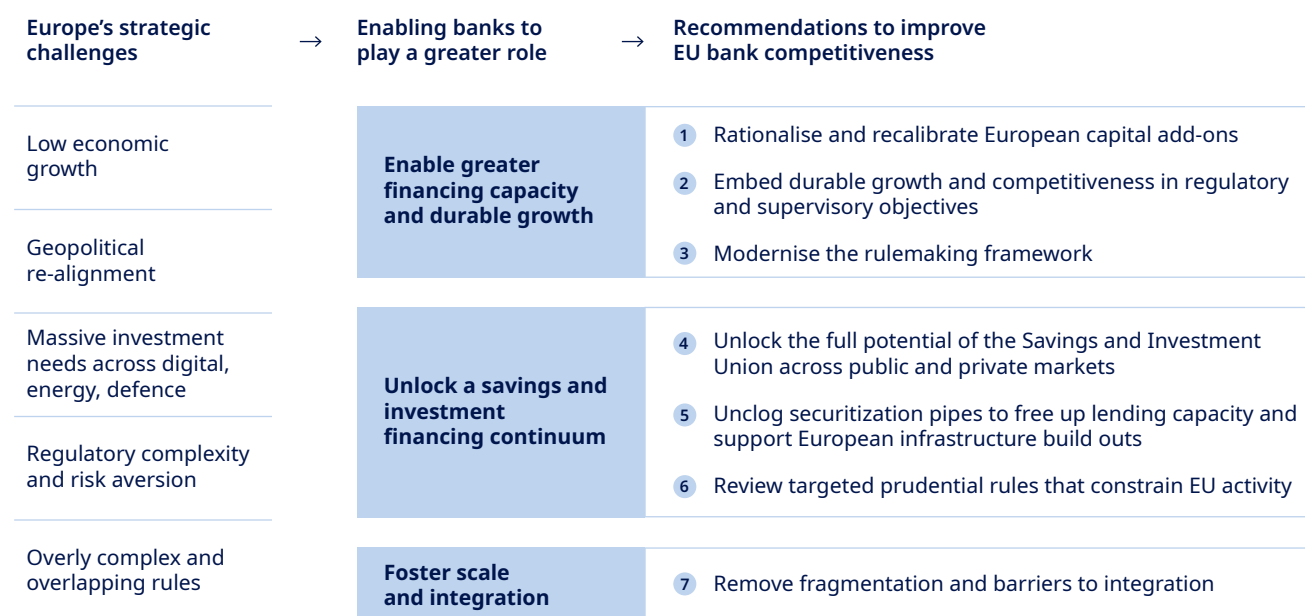 Europe’s strategic
challenges
→
Enabling banks to
play a greater role
→
Recommendations to improve
EU bank competitiveness
Low economic
growth
Geopolitical
re-alignment
Massive investment
needs across digital,
energy, defence
Regulatory complexity
and risk aversion
Overly complex and
overlapping rules
Enable greater
financing capacity
and durable growth
1 Rationalise and recalibrate European capital add-ons
2 Embed durable growth and competitiveness in regulatory
and supervisory objectives
3 Modernise the rulemaking framework
Unlock a savings and
investment
financing continuum
4 Unlock the full potential of the Savings and Investment
Union across public and private markets
5 Unclog securitization pipes to free up lending capacity and
support European infrastructure build outs
6 Review targeted prudential rules that constrain EU activity
Foster scale
and integration
7 Remove fragmentation and barriers to integration